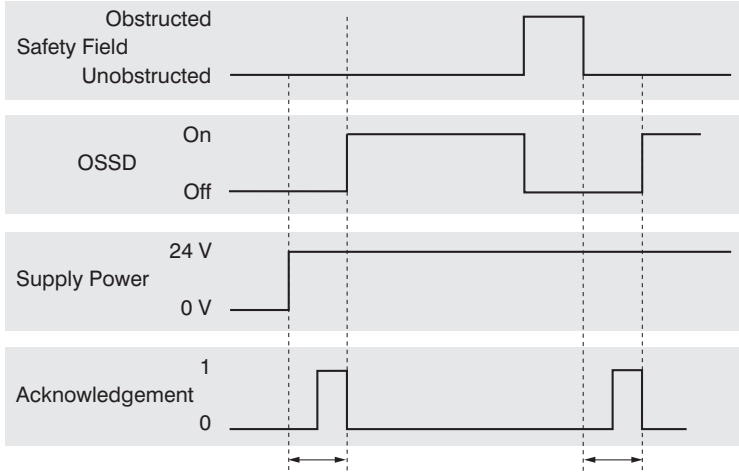 Obstructed
Safety Field
Unobstructed
On
OSSD
Off
24 V
Supply Power
0 V
1
Acknowledgement
0